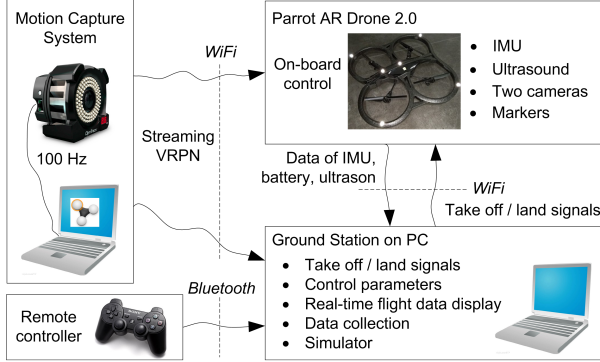 Motion Capture
System
100 Hz
WiFi
Streaming
VRPN
Parrot AR Drone 2.0
On-board
control
• IMU
• Ultrasound
• Two cameras
• Markers
Data of IMU,
battery, ultrason
WiFi
Take off / land signals
Ground Station on PC
• Take off / land signals
• Control parameters
• Real-time flight data display
• Data collection
• Simulator
Bluetooth
Remote
controller